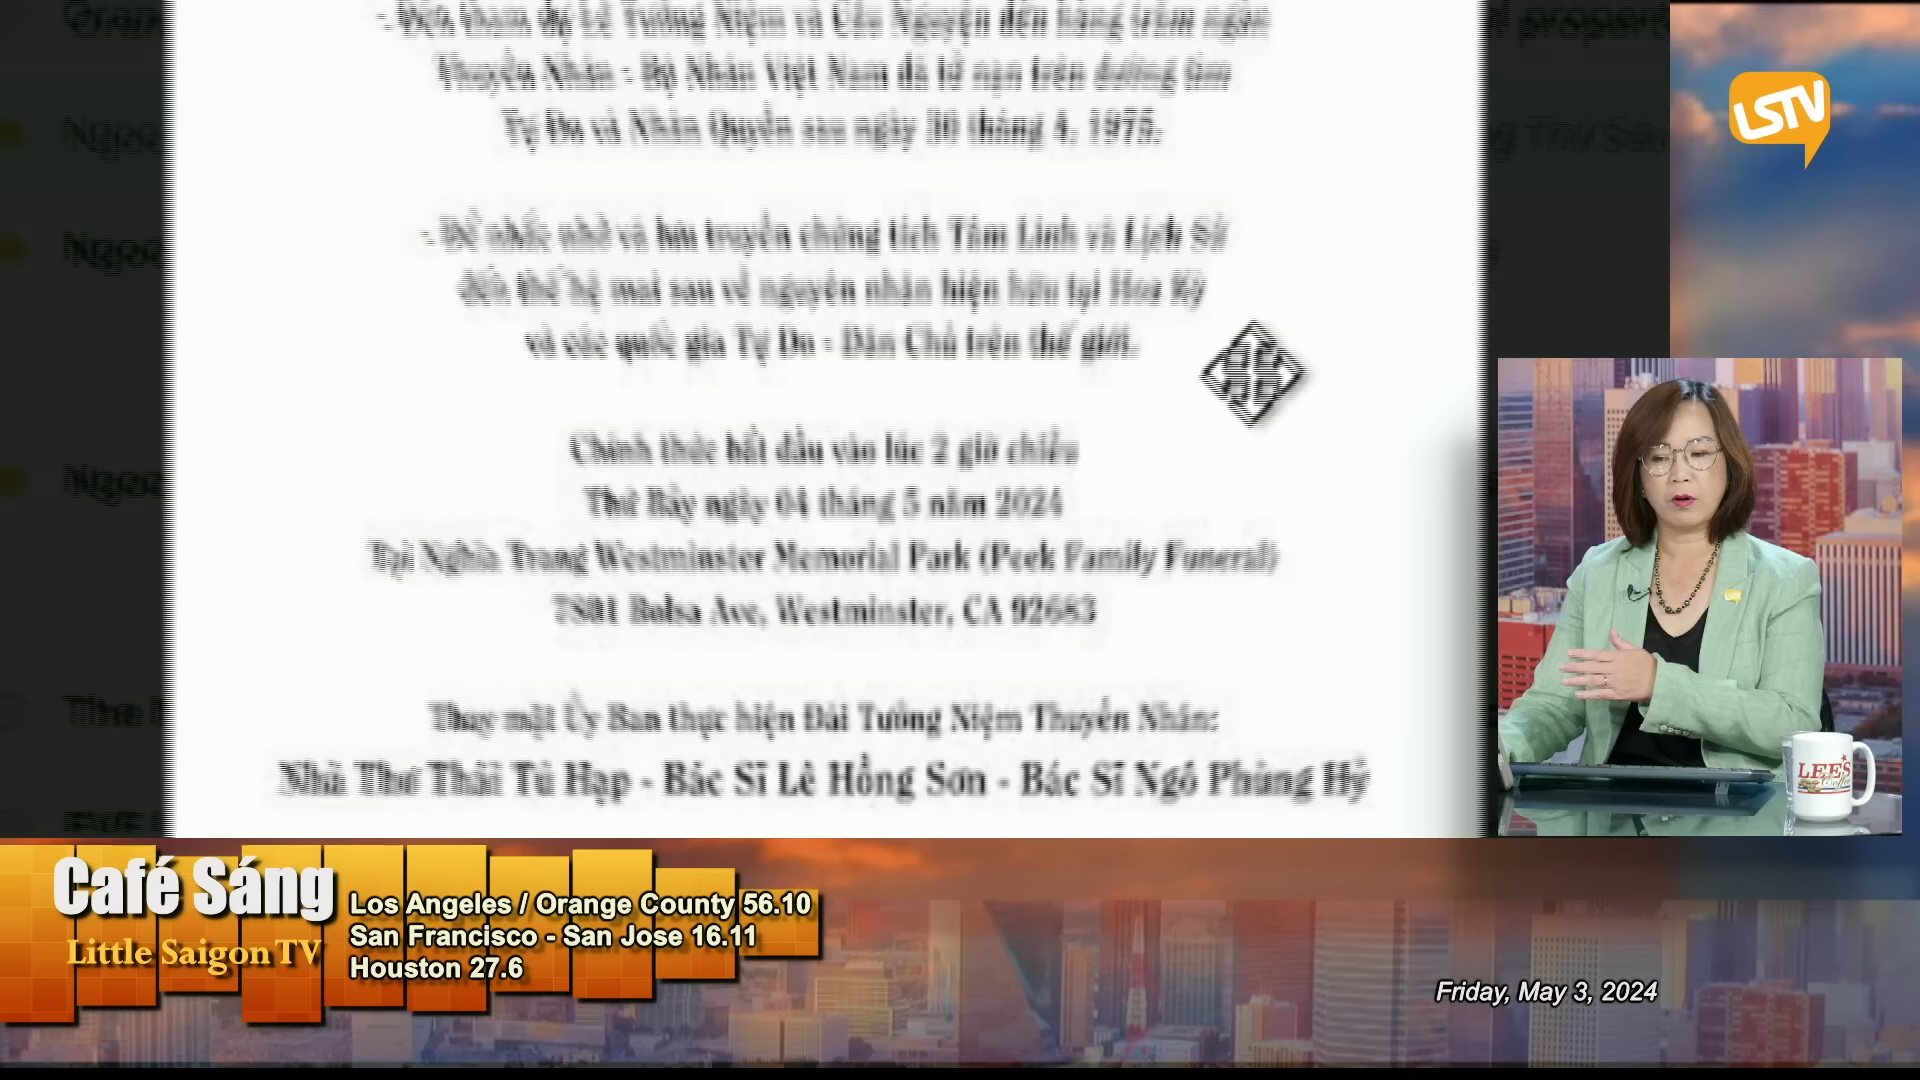 - Đến tham dự Lễ Tưởng Niệm và Cầu Nguyện đến hàng trăm ngàn
Thuyền Nhân - Bộ Nhân Việt Nam đã tử nạn trên đường tìm
Tự Do và Nhân Quyền sau ngày 30 tháng 4, 1975.
- Để nhắc nhở và lưu truyền chứng tích Tâm Linh và Lịch Sử
đến thế hệ mai sau về nguyên nhân hiện hữu tại Hoa Kỳ
và các quốc gia Tự Do - Dân Chủ trên thế giới.
Chính thức bắt đầu vào lúc 2 giờ chiều
Thứ Bảy ngày 04 tháng 5 năm 2024
Tại Nghĩa Trang Westminster Memorial Park (Peek Family Funeral)
7801 Bolsa Ave, Westminster, CA 92683
Thay mặt Ủy Ban thực hiện Đài Tưởng Niệm Thuyền Nhân:
Nhà Thơ Thái Tú Hạp - Bác Sĩ Lê Hồng Sơn - Bác Sĩ Ngô Phùng Hỷ
LSTV
LEE'S
Coffee
Café Sáng
Little Saigon TV
Los Angeles / Orange County 56.10
San Francisco - San Jose 16.11
Houston 27.6
Friday, May 3, 2024